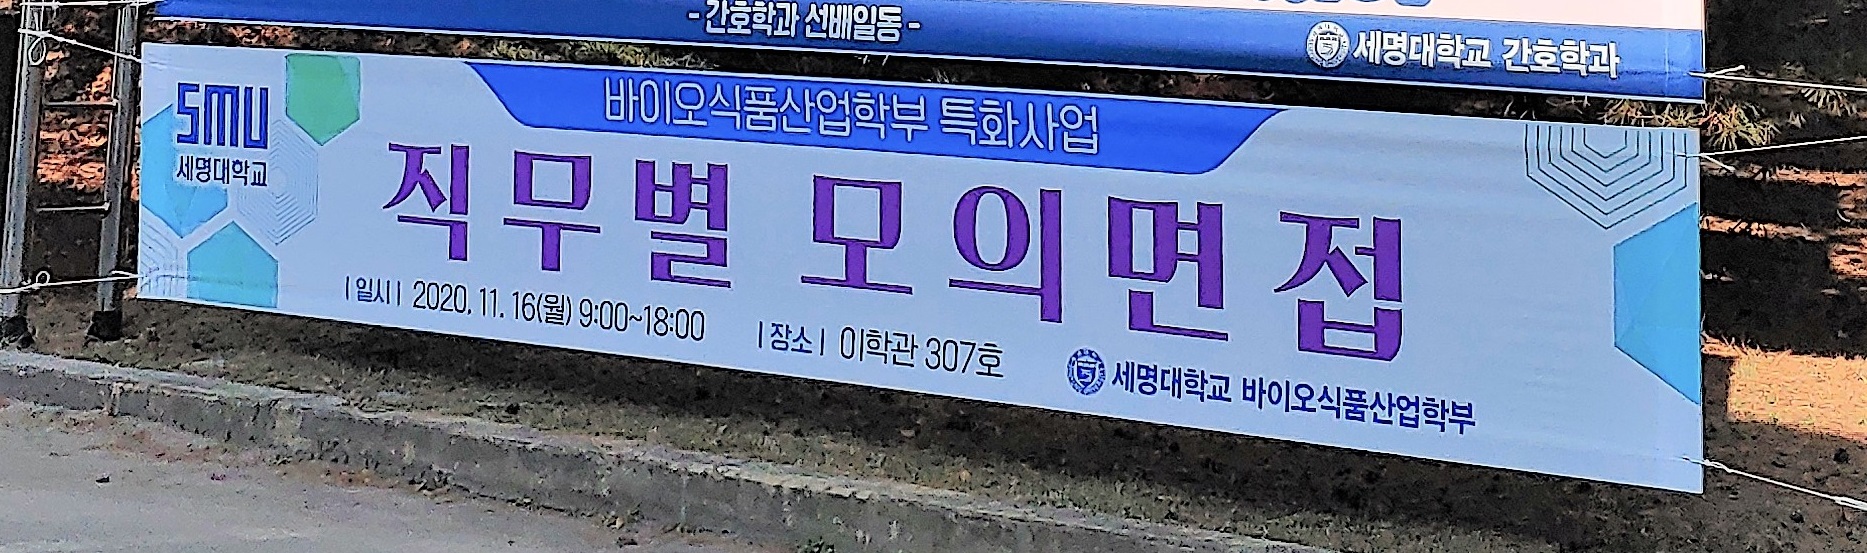 - 간호학과 선배일동 -
세명대학교 간호학과
SMU
세명대학교
바이오식품산업학부 특화사업
직무별 모의면접
| 일시 | 2020. 11. 16(월) 9:00~18:00
| 장소 | 이학관 307호
세명대학교 바이오식품산업학부